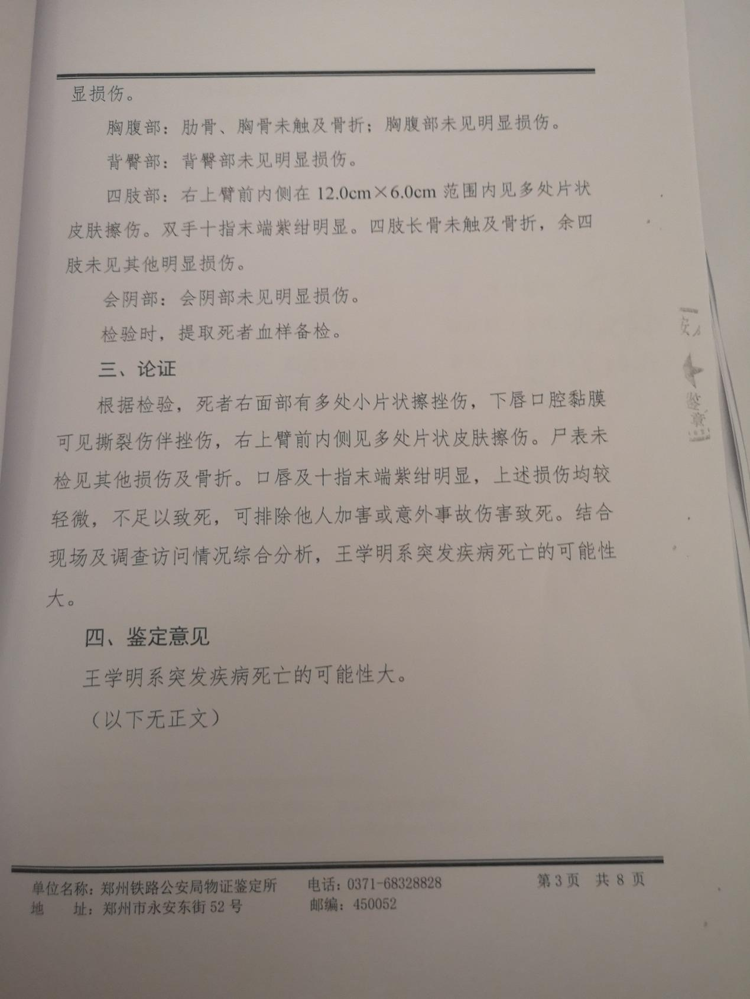 显损伤。
胸腹部：肋骨、胸骨未触及骨折；胸腹部未见明显损伤。
背臀部：背臀部未见明显损伤。
四肢部：右上臂前内侧在 12.0cm×6.0cm 范围内见多处片状
皮肤擦伤。双手十指末端紫绀明显。四肢长骨未触及骨折，余四
肢未见其他明显损伤。
会阴部：会阴部未见明显损伤。
检验时，提取死者血样备检。
三、论证
根据检验，死者右面部有多处小片状擦挫伤，下唇口腔黏膜
可见撕裂伤伴挫伤，右上臂前内侧见多处片状皮肤擦伤。尸表未
检见其他损伤及骨折。口唇及十指末端紫绀明显，上述损伤均较
轻微，不足以致死，可排除他人加害或意外事故伤害致死。结合
现场及调查访问情况综合分析，王学明系突发疾病死亡的可能性
大。
四、鉴定意见
王学明系突发疾病死亡的可能性大。
（以下无正文）
单位名称：郑州铁路公安局物证鉴定所 电话：0371-68328828 第 3 页 共 8 页
地 址：郑州市永安东街 52 号 邮编：450052
安
鉴
章